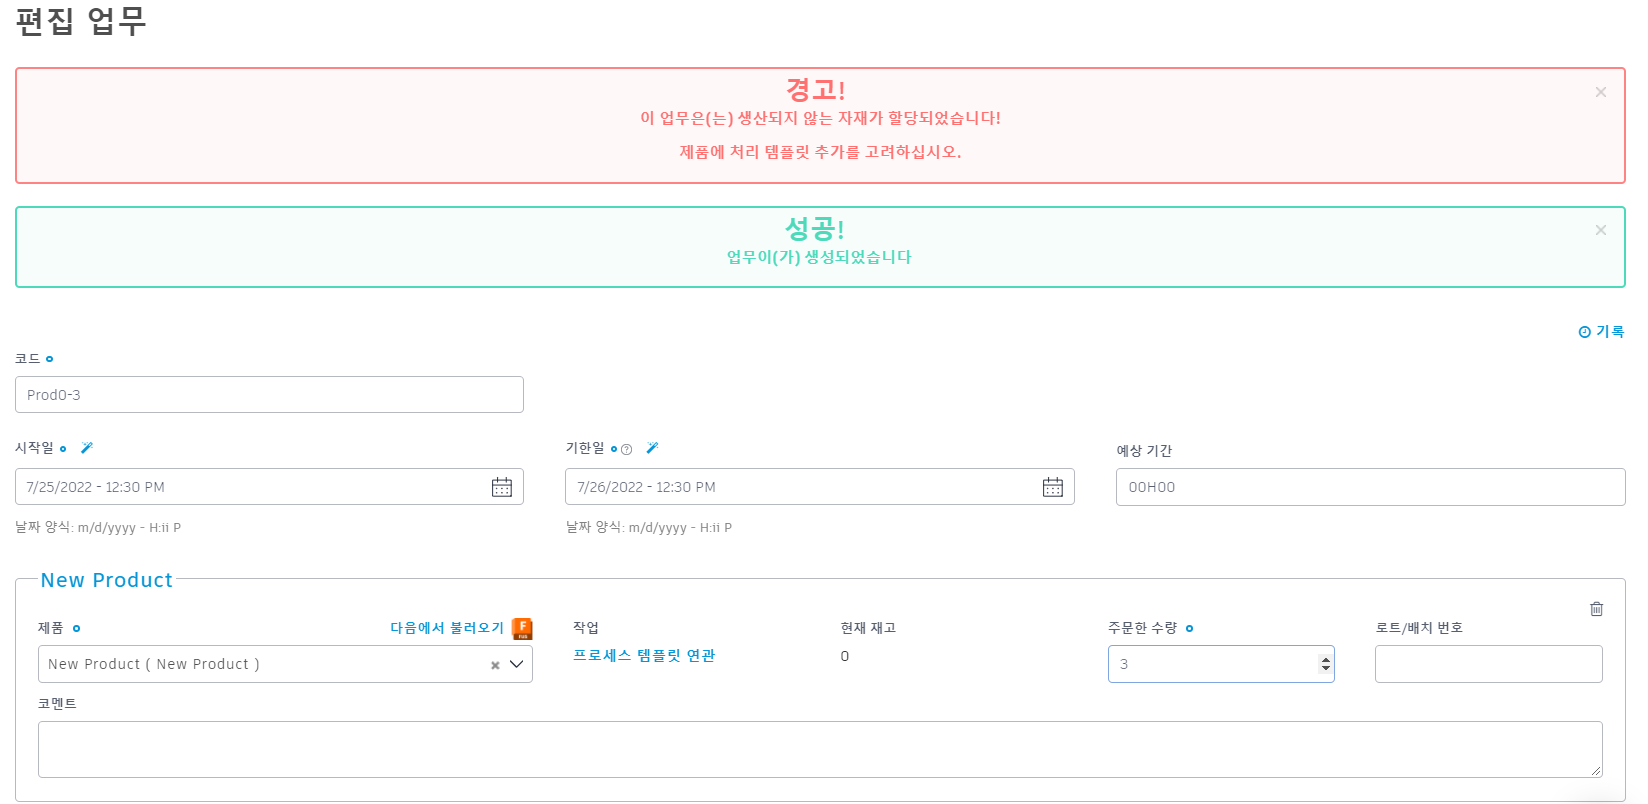 편집 업무
경고!
이 업무은(는) 생산되지 않는 자재가 할당되었습니다!
제품에 처리 템플릿 추가를 고려하십시오.
성공!
업무이(가) 생성되었습니다
기록
코드
Prod0-3
시작일
기한일
예상 기간
7/25/2022 - 12:30 PM
7/26/2022 - 12:30 PM
00H00
날짜 양식: m/d/yyyy - H:ii P
날짜 양식: m/d/yyyy - H:ii P
New Product
제품
다음에서 불러오기
F
FUS
작업
현재 재고
주문한 수량
로트/배치 번호
New Product ( New Product )
프로세스 템플릿 연관
0
3
코멘트